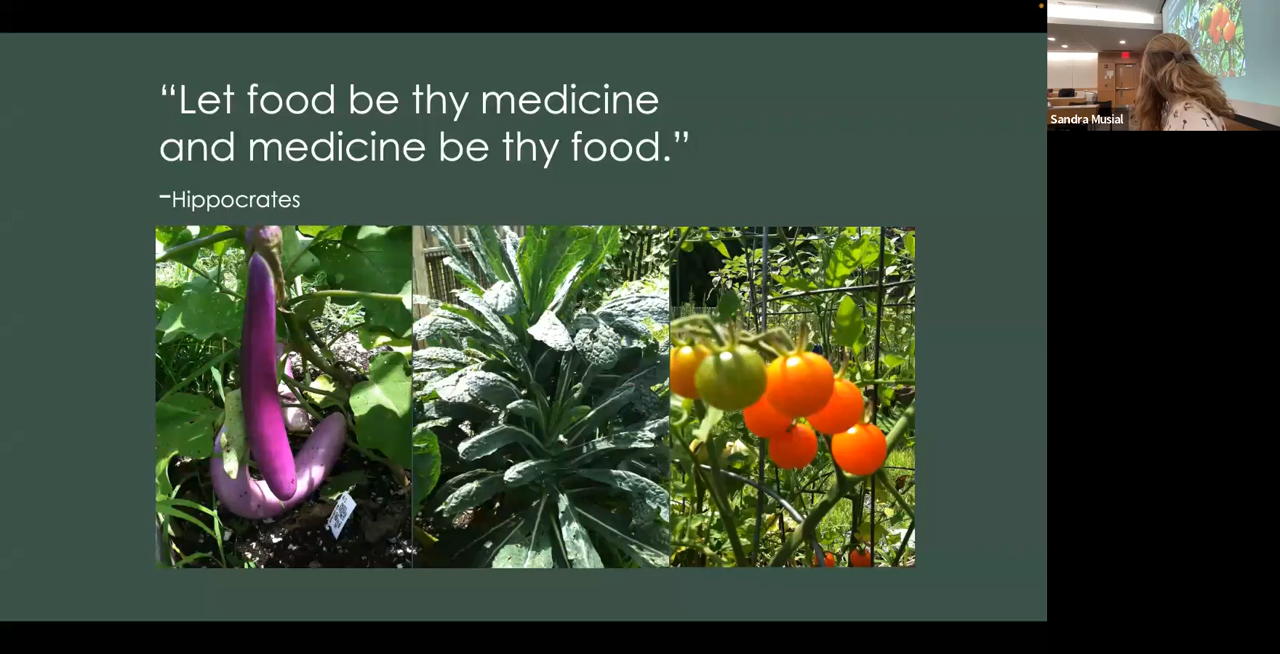 “Let food be thy medicine
and medicine be thy food.”
-Hippocrates
Sandra Musial